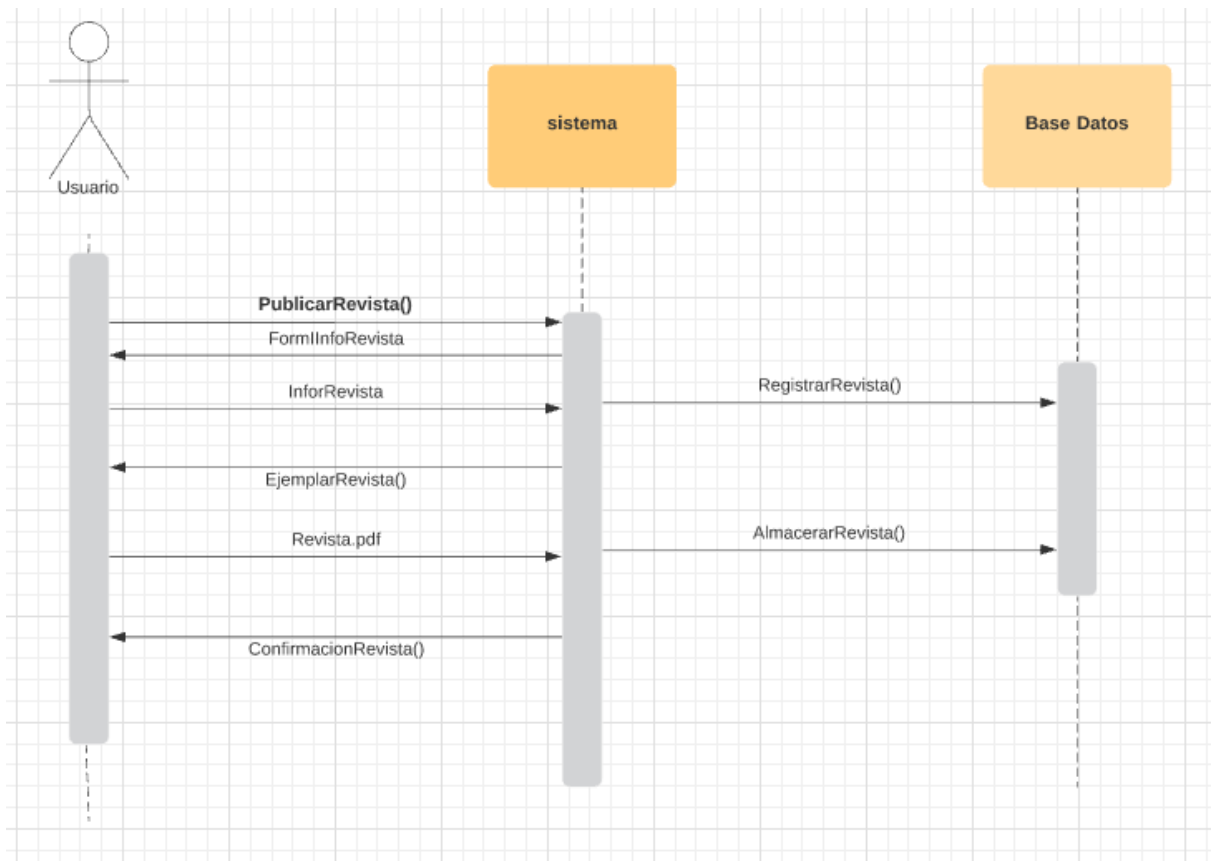 sistema
Base Datos
Usuario
PublicarRevista()
FormIInfoRevista
InforRevista
RegistrarRevista()
EjemplarRevista()
Revista.pdf
AlmacerarRevista()
ConfirmacionRevista()